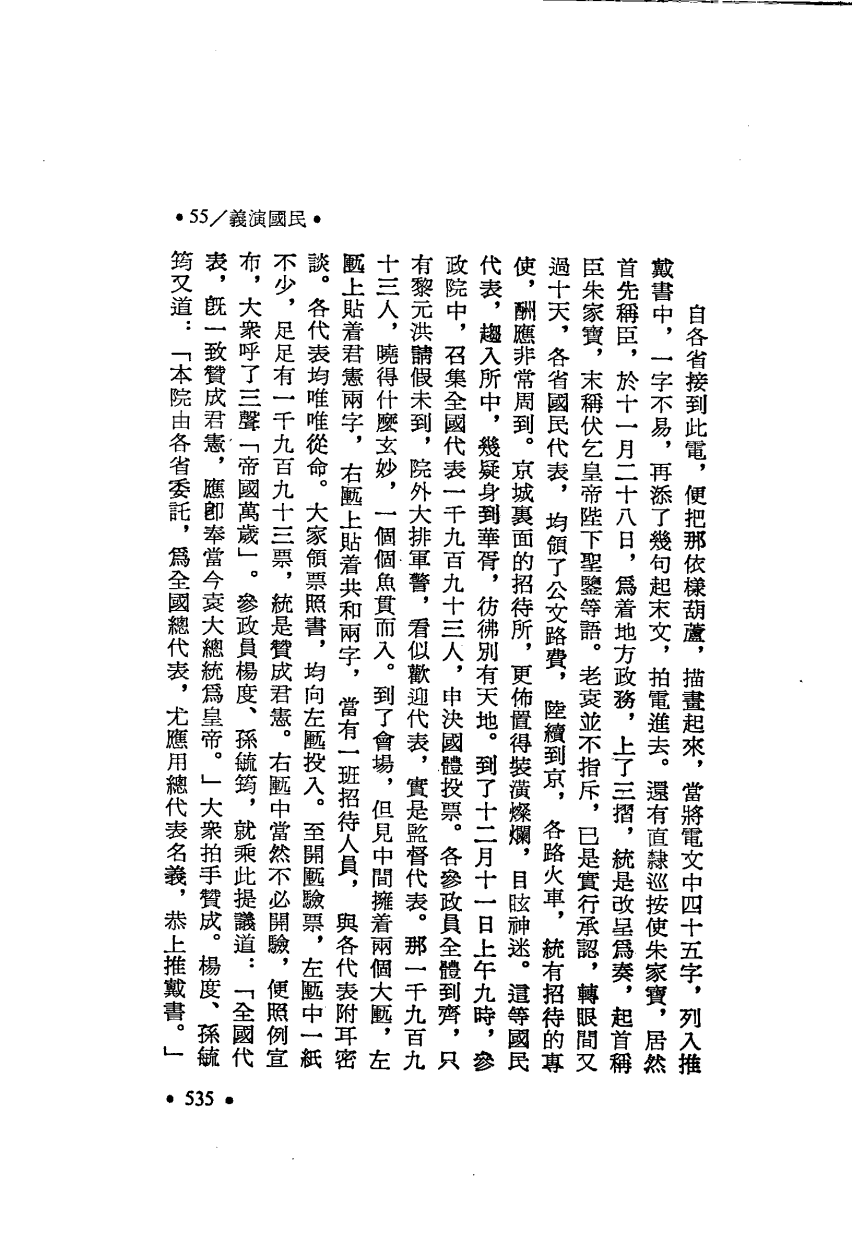 •55／義演國民•
自各省接到此電，便把那依樣葫蘆，描畫起來，當將電文中四十五字，列入推
戴書中，一字不易，再添了幾句起末文，拍電進去。還有直隸巡按使朱家寶，居然
首先稱臣，於十一月二十八日，爲着地方政務，上了三摺，統是改呈爲奏，起首稱
臣朱家寶，末稱伏乞皇帝陛下聖鑒等語。老袁並不指斥，已是實行承認，轉眼間又
過十天，各省國民代表，均領了公文路費，陸續到京，各路火車，統有招待的專
使，酬應非常周到。京城裏面的招待所，更佈置得裝潢燦爛，目眩神迷。這等國民
代表，趨入所中，幾疑身到華胥，彷彿別有天地。到了十二月十一日上午九時，參
政院中，召集全國代表一千九百九十三人，申決國體投票。各參政員全體到齊，只
有黎元洪請假未到，院外大排軍警，看似歡迎代表，實是監督代表。那一千九百九
十三人，曉得什麼玄妙，一個個魚貫而入。到了會場，但見中間擁着兩個大匭，左
匭上貼着君憲兩字，右匭上貼着共和兩字，當有一班招待人員，與各代表附耳密
談。各代表均唯唯從命。大家領票照書，均向左匭投入。至開匭驗票，左匭中一紙
不少，足足有一千九百九十三票，統是贊成君憲。右匭中當然不必開驗，便照例宣
布，大衆呼了三聲「帝國萬歲」。參政員楊度、孫毓筠，就乘此提議道：「全國代
表，既一致贊成君憲，應卽奉當今袁大總統爲皇帝。」大衆拍手贊成。楊度、孫毓
筠又道：「本院由各省委託，爲全國總代表，尤應用總代表名義，恭上推戴書。」
•535•